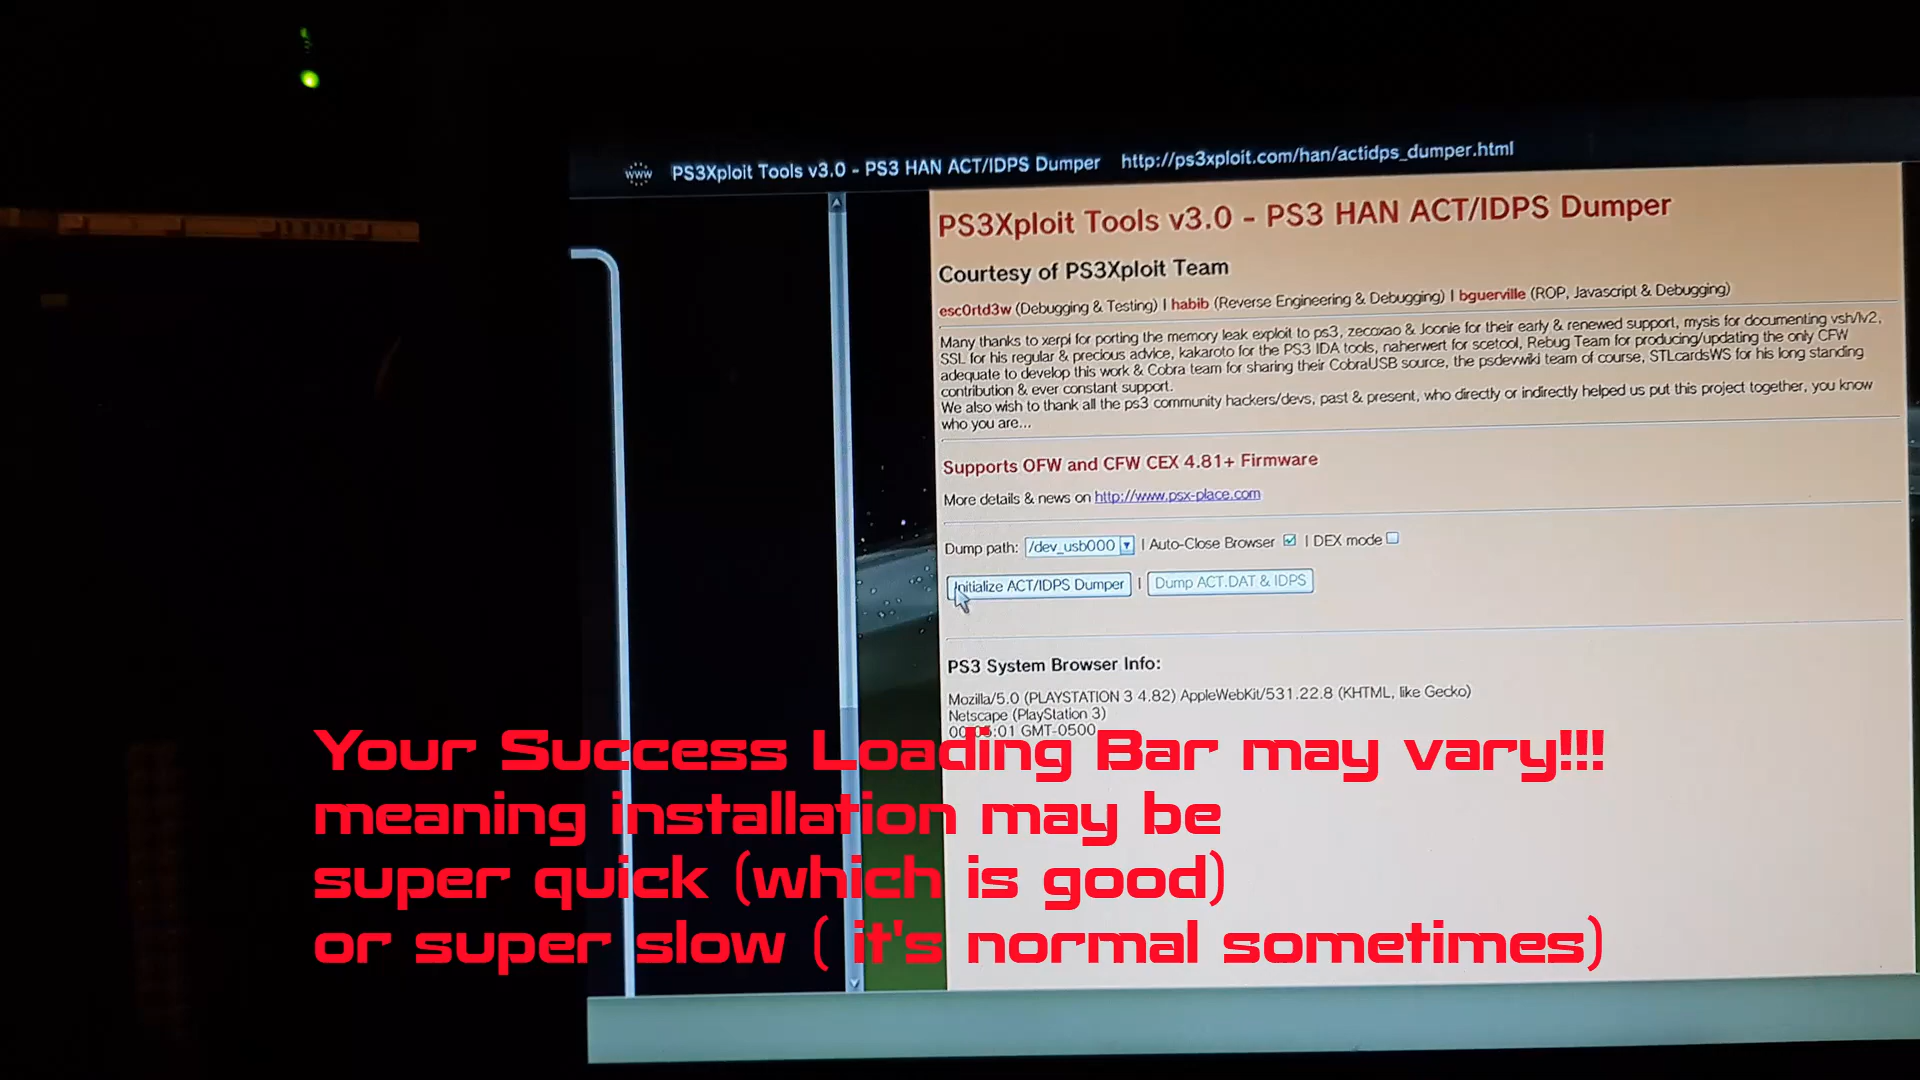 www PS3Xploit Tools v3.0 - PS3 HAN ACT/IDPS Dumper http://ps3xploit.com/han/actidps_dumper.html
PS3Xploit Tools v3.0 - PS3 HAN ACT/IDPS Dumper
Courtesy of PS3Xploit Team
esc0rtd3w (Debugging & Testing) | habib (Reverse Engineering & Debugging) | bguerville (ROP, Javascript & Debugging)
Many thanks to xerpi for porting the memory leak exploit to ps3, zecoxao & Joonie for their early & renewed support, mysis for documenting vsh/lv2,
SSL for his regular & precious advice, kakaroto for the PS3 IDA tools, naherwert for scetool, Rebug Team for producing/updating the only CFW
adequate to develop this work & Cobra team for sharing their CobraUSB source, the psdevwiki team of course, STLcardsWS for his long standing
contribution & ever constant support.
We also wish to thank all the ps3 community hackers/devs, past & present, who directly or indirectly helped us put this project together, you know
who you are...
Supports OFW and CFW CEX 4.81+ Firmware
More details & news on http://www.psx-place.com
Dump path: /dev_usb000 | Auto-Close Browser | DEX mode
Initialize ACT/IDPS Dumper | Dump ACT.DAT & IDPS
PS3 System Browser Info:
Mozilla/5.0 (PLAYSTATION 3 4.82) AppleWebKit/531.22.8 (KHTML, like Gecko)
Netscape (PlayStation 3)
GMT-0500
Your Success Loading Bar may vary!!!
meaning installation may be
super quick (which is good)
or super slow ( it's normal sometimes)